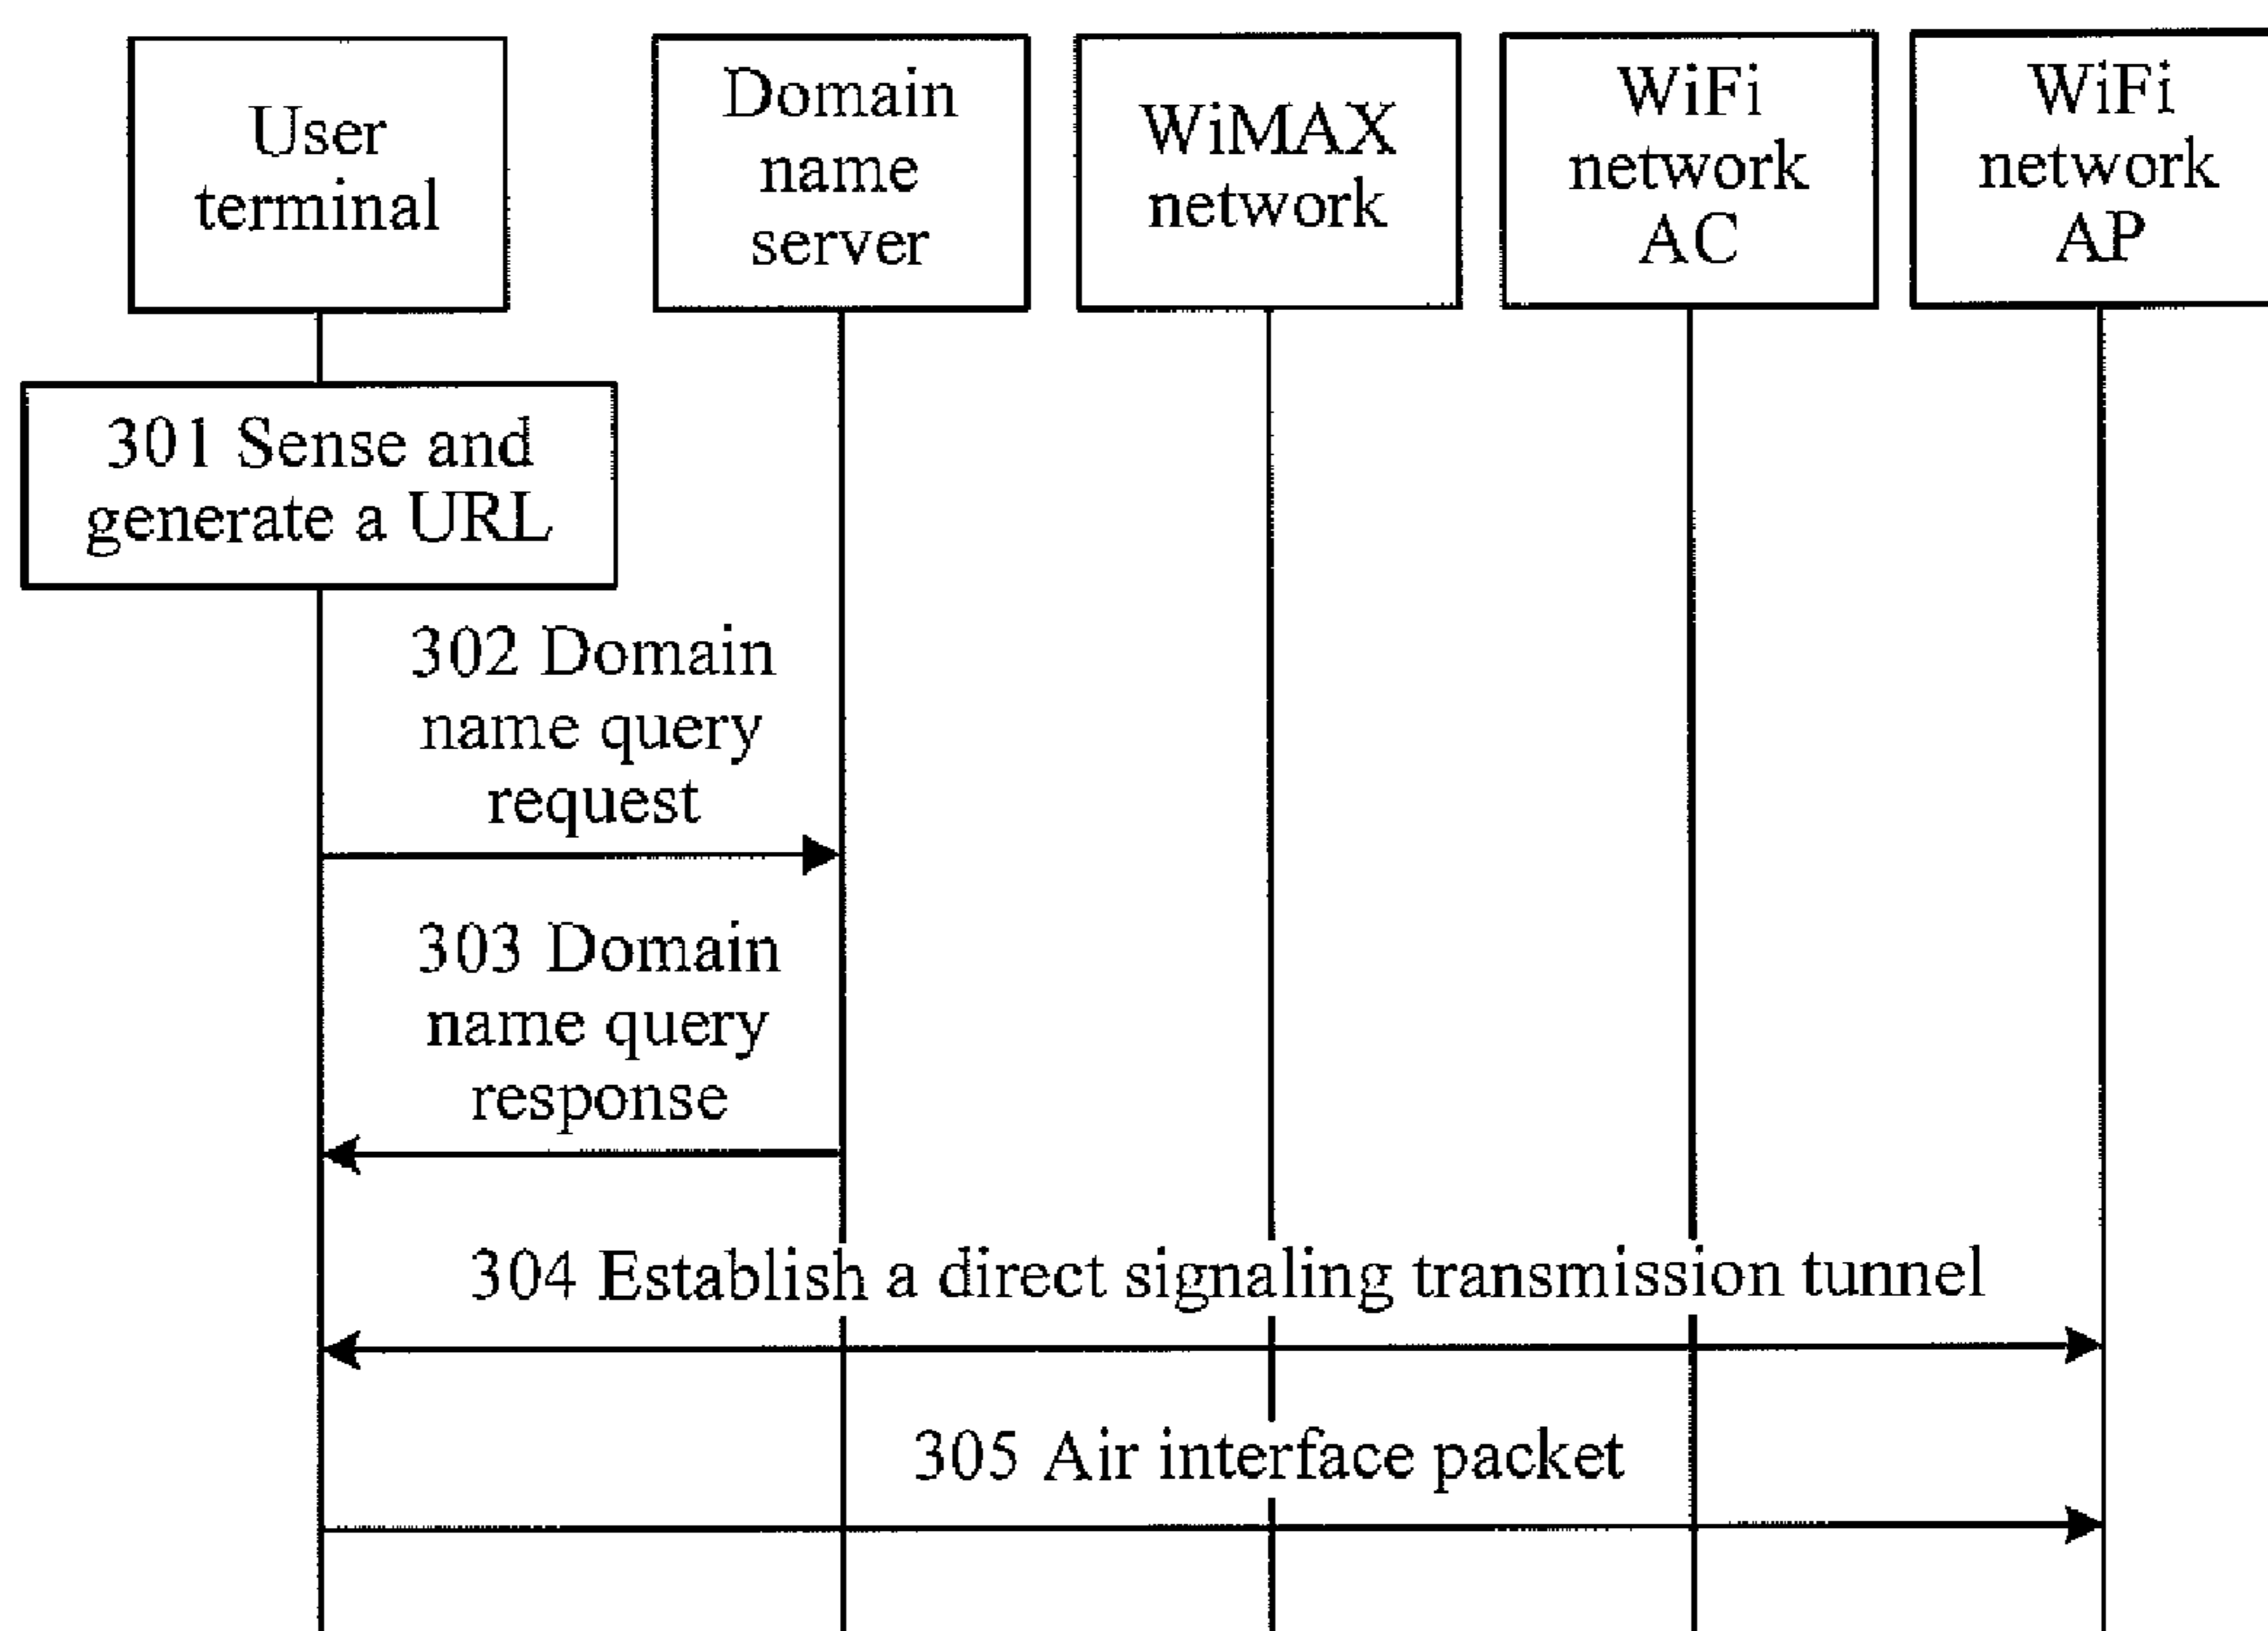 User
terminal
Domain
name
server
WiMAX
network
WiFi
network
AC
WiFi
network
AP
301 Sense and
generate a URL
302 Domain
name query
request
303 Domain
name query
response
304 Establish a direct signaling transmission tunnel
305 Air interface packet